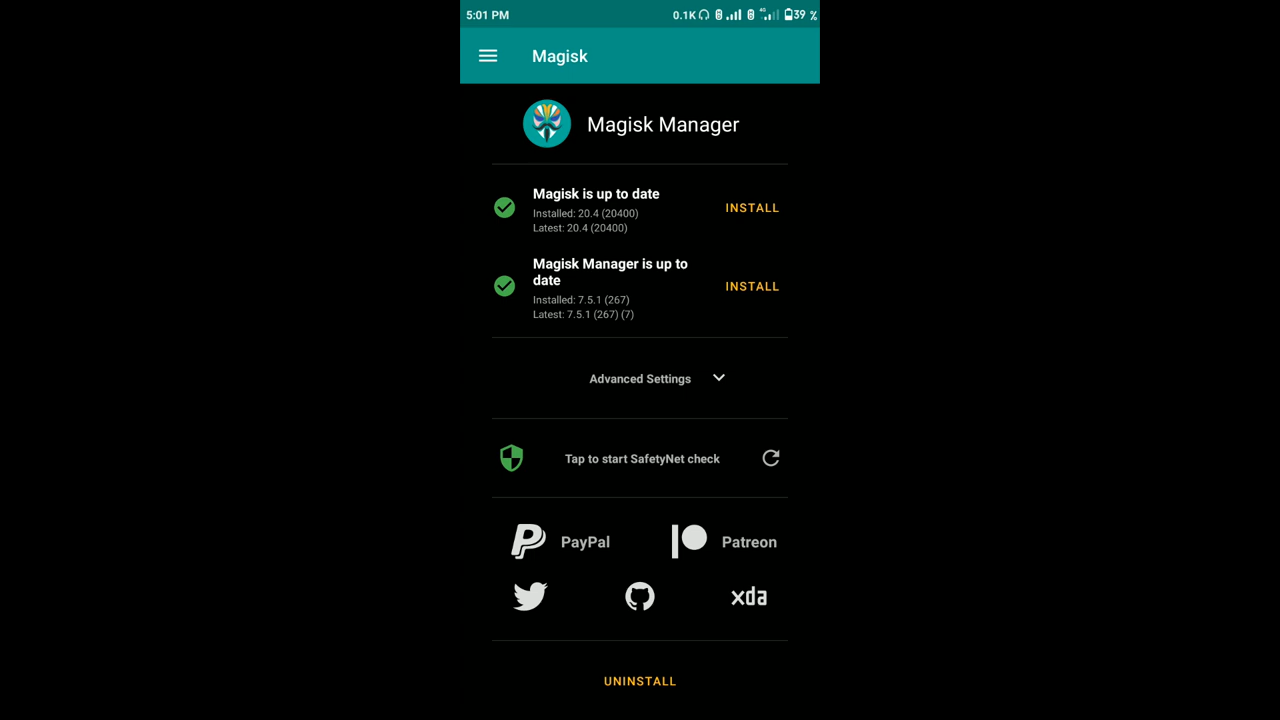 5:01 PM 0.1K 4G 39 %
Magisk
Magisk Manager
Magisk is up to date
Installed: 20.4 (20400)
Latest: 20.4 (20400)
INSTALL
Magisk Manager is up to
date
Installed: 7.5.1 (267)
Latest: 7.5.1 (267) (7)
INSTALL
Advanced Settings
Tap to start SafetyNet check
PayPal
Patreon
xda
UNINSTALL